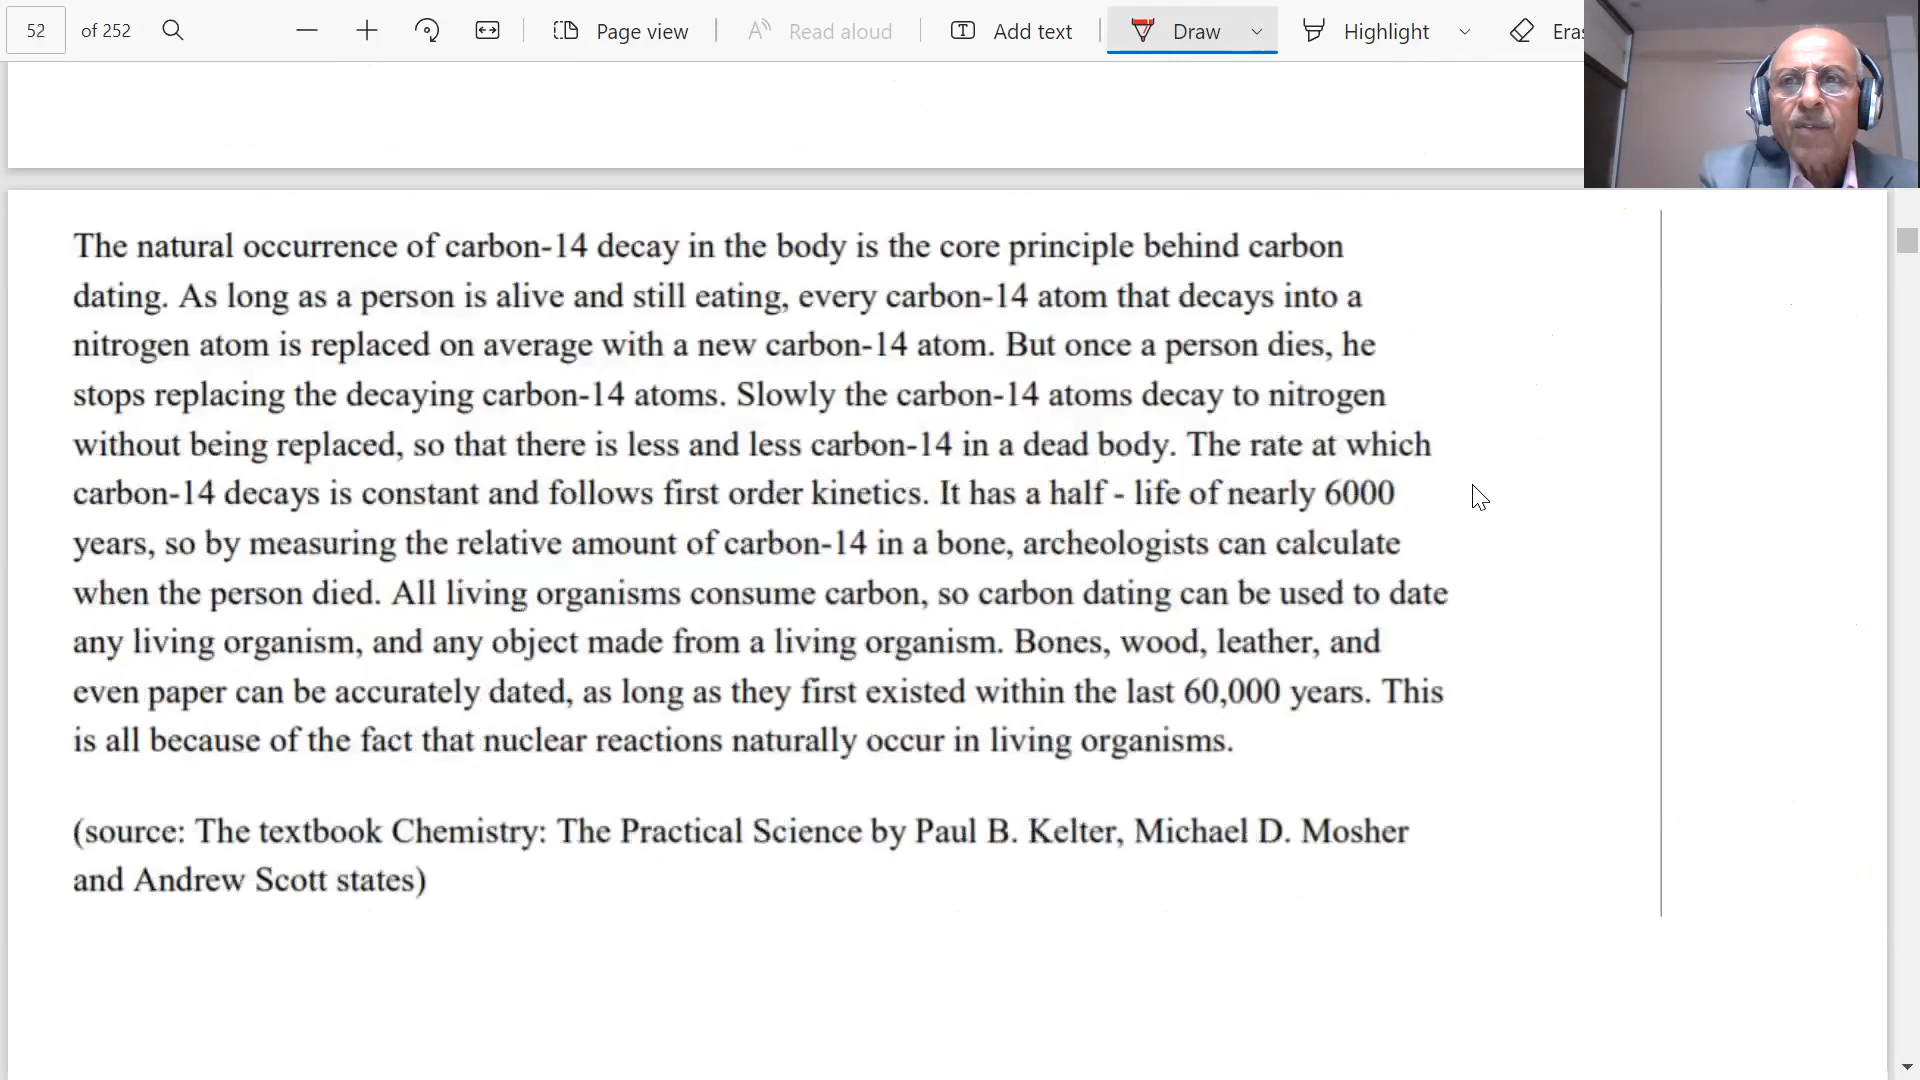 52 of 252 Page view Read aloud Add text Draw Highlight
The natural occurrence of carbon-14 decay in the body is the core principle behind carbon
dating. As long as a person is alive and still eating, every carbon-14 atom that decays into a
nitrogen atom is replaced on average with a new carbon-14 atom. But once a person dies, he
stops replacing the decaying carbon-14 atoms. Slowly the carbon-14 atoms decay to nitrogen
without being replaced, so that there is less and less carbon-14 in a dead body. The rate at which
carbon-14 decays is constant and follows first order kinetics. It has a half - life of nearly 6000
years, so by measuring the relative amount of carbon-14 in a bone, archeologists can calculate
when the person died. All living organisms consume carbon, so carbon dating can be used to date
any living organism, and any object made from a living organism. Bones, wood, leather, and
even paper can be accurately dated, as long as they first existed within the last 60,000 years. This
is all because of the fact that nuclear reactions naturally occur in living organisms.
(source: The textbook Chemistry: The Practical Science by Paul B. Kelter, Michael D. Mosher
and Andrew Scott states)